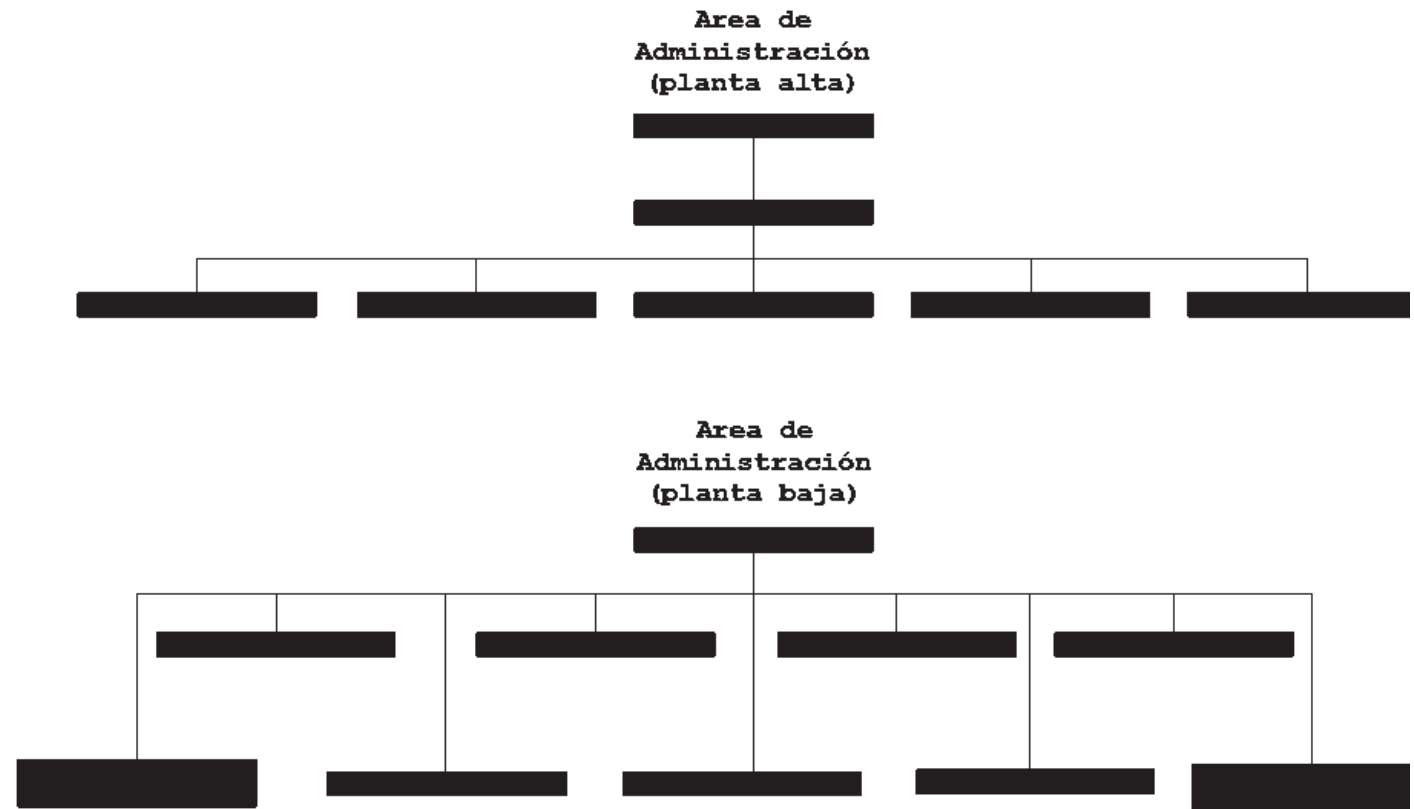 Area de
Administración
(planta alta)
Area de
Administración
(planta baja)